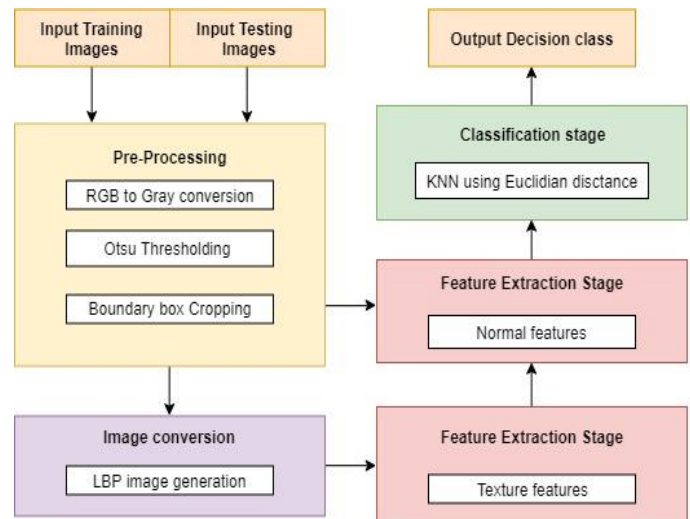 Input Training
Images
Input Testing
Images
Output Decision class
Pre-Processing
RGB to Gray conversion
Otsu Thresholding
Boundary box Cropping
Classification stage
KNN using Euclidian disctance
Feature Extraction Stage
Normal features
Image conversion
LBP image generation
Feature Extraction Stage
Texture features